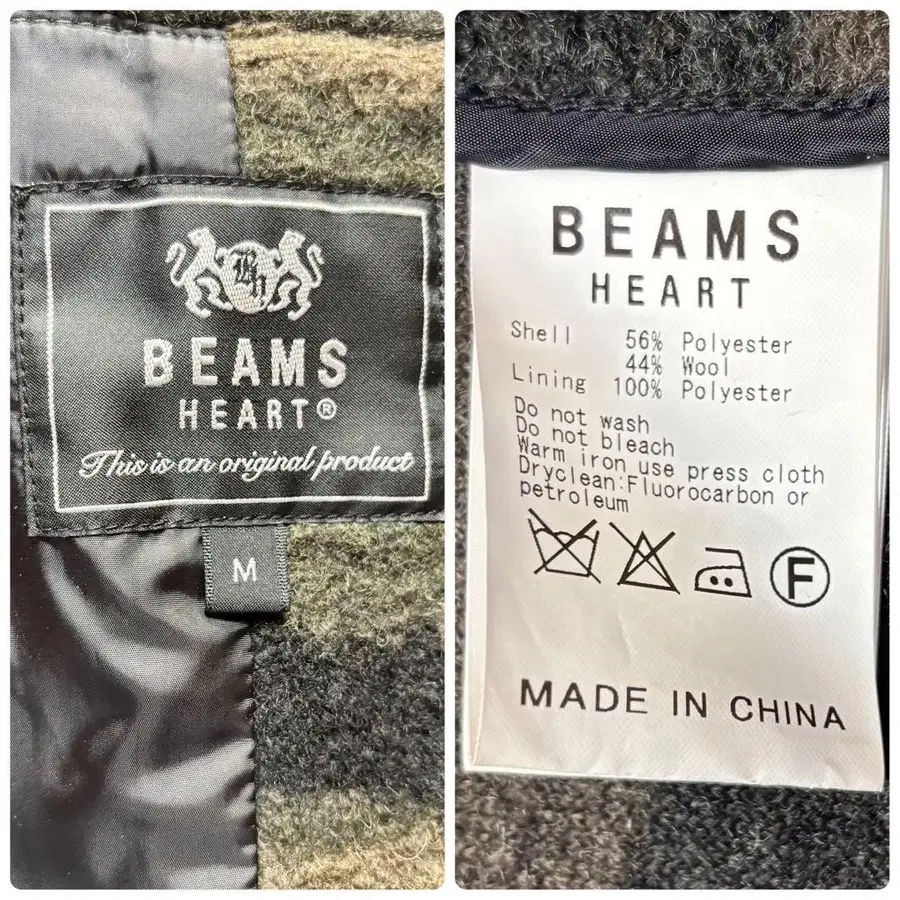 Bh
BEAMS
HEART®
This is an original product
M
BEAMS
HEART
Shell 56% Polyester
44% Wool
Lining 100% Polyester
Do not wash
Do not bleach
Warm iron use press cloth
Dryclean:Fluorocarbon or
petroleum
F
MADE IN CHINA